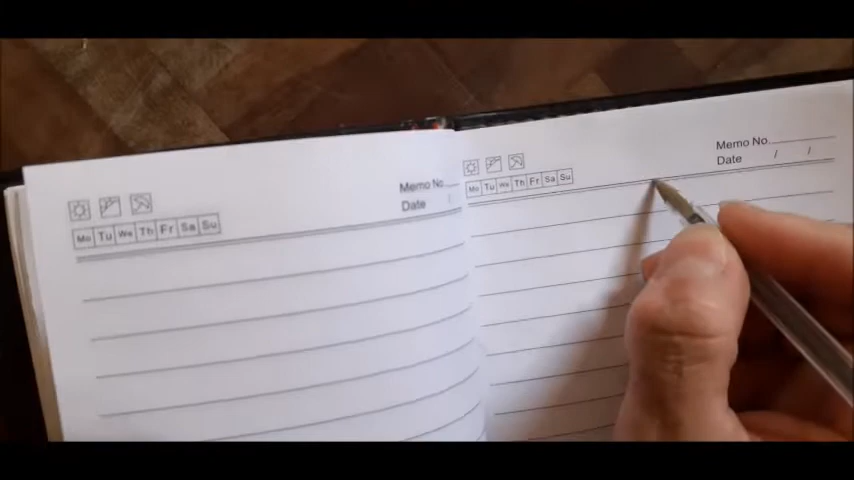 Memo No.
Mo Tu We Th Fr Sa Su
Date
Memo No.
Mo Tu We Th Fr Sa Su
Date / /